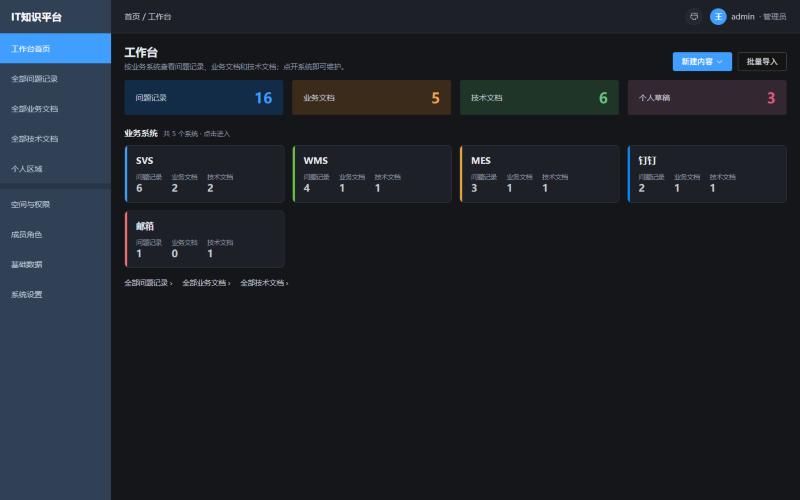 IT知识平台
工作台首页
全部问题记录
全部业务文档
全部技术文档
个人区域
空间与权限
成员角色
基础数据
系统设置
首页 / 工作台
王 admin · 管理员
工作台
按业务系统查看问题记录、业务文档和技术文档；点开系统即可维护。
新建内容
批量导入
问题记录 16
业务文档 5
技术文档 6
个人草稿 3
业务系统 共 5 个系统 · 点击进入
SVS
问题记录 业务文档 技术文档
6 2 2
WMS
问题记录 业务文档 技术文档
4 1 1
MES
问题记录 业务文档 技术文档
3 1 1
钉钉
问题记录 业务文档 技术文档
2 1 1
邮箱
问题记录 业务文档 技术文档
1 0 1
全部问题记录 › 全部业务文档 › 全部技术文档 ›